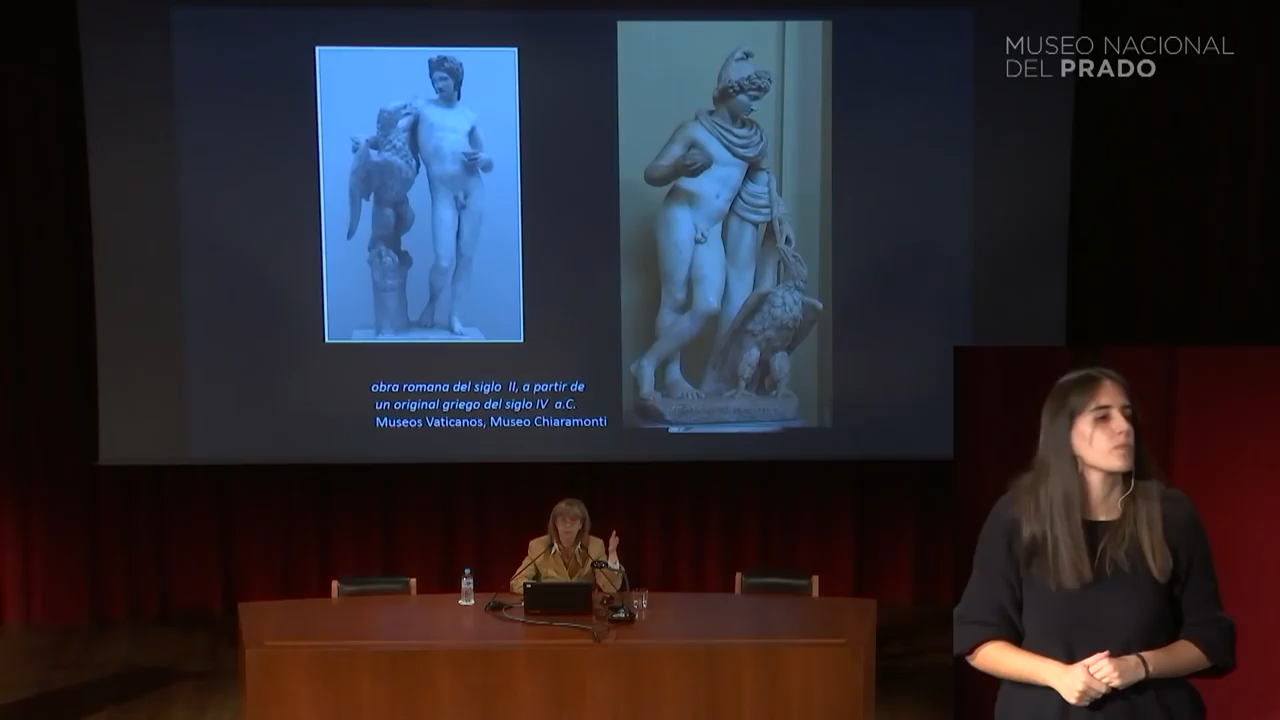 MUSEO NACIONAL
DEL PRADO
obra romana del siglo II, a partir de
un original griego del siglo IV a.C.
Museos Vaticanos, Museo Chiaramonti